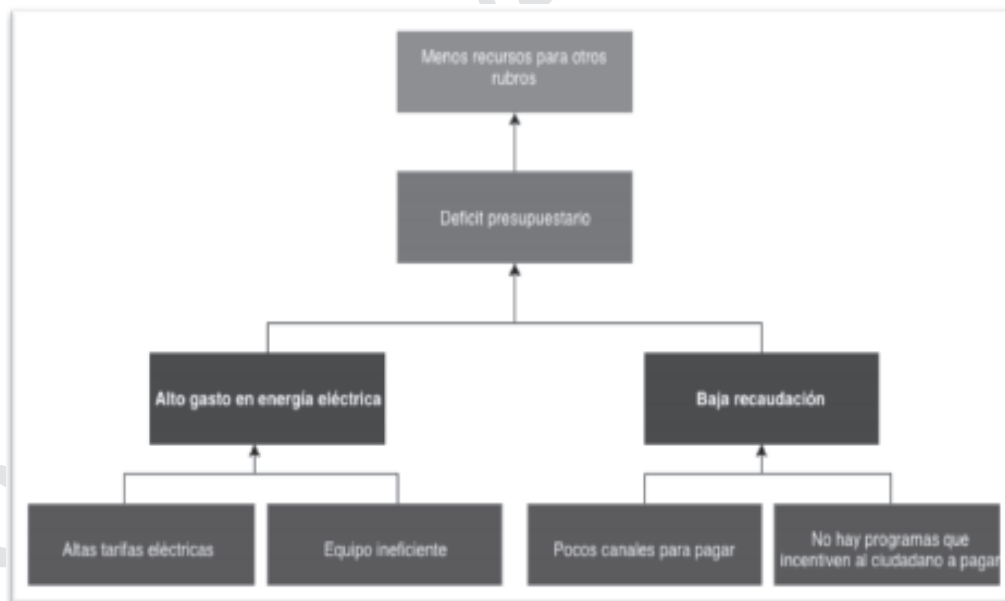 Menos recursos para otros
rubros
Deficit presupuestario
Alto gasto en energía eléctrica
Baja recaudación
Altas tarifas eléctricas
Equipo ineficiente
Pocos canales para pagar
No hay programas que
incentiven al ciudadano a pagar